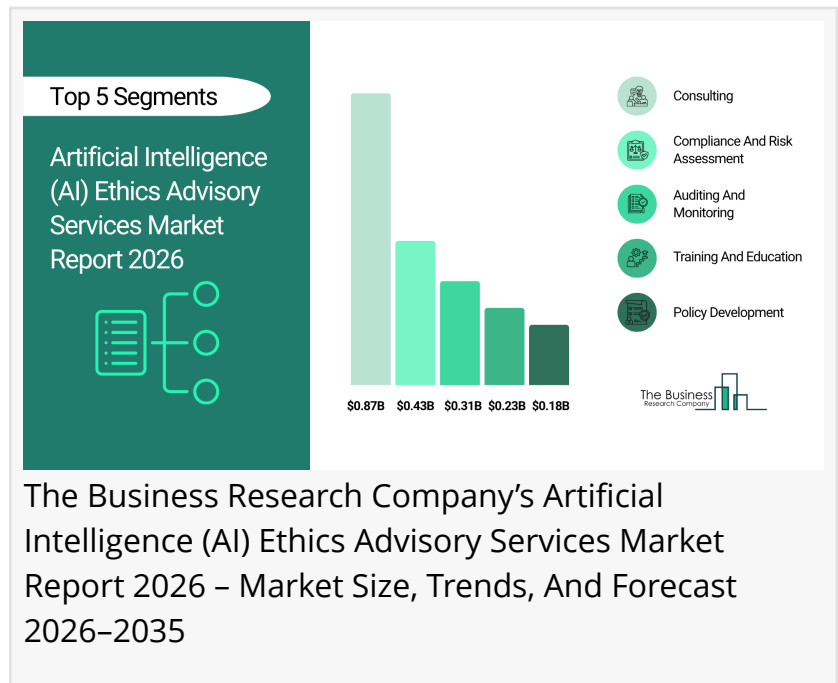 Top 5 Segments
Artificial Intelligence
(AI) Ethics Advisory
Services Market
Report 2026
$0.87B $0.43B $0.31B $0.23B $0.18B
Consulting
Compliance And Risk
Assessment
Auditing And
Monitoring
Training And Education
Policy Development
The Business
Research Company
The Business Research Company’s Artificial
Intelligence (AI) Ethics Advisory Services Market
Report 2026 – Market Size, Trends, And Forecast
2026–2035